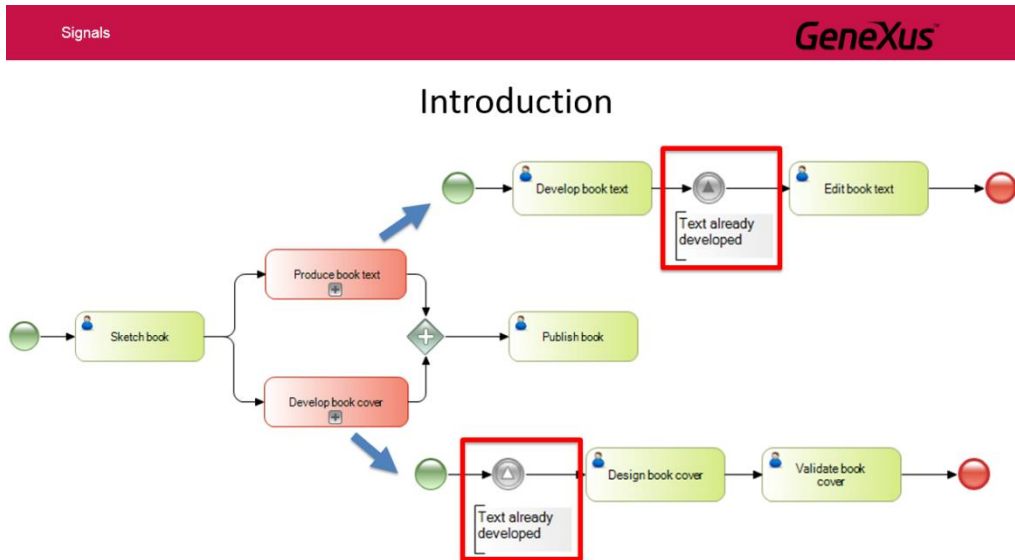 Signals
GeneXus™
Introduction
Develop book text
Edit book text
Text already
developed
Produce book text
Sketch book
Publish book
Develop book cover
Design book cover
Validate book
cover
Text already
developed